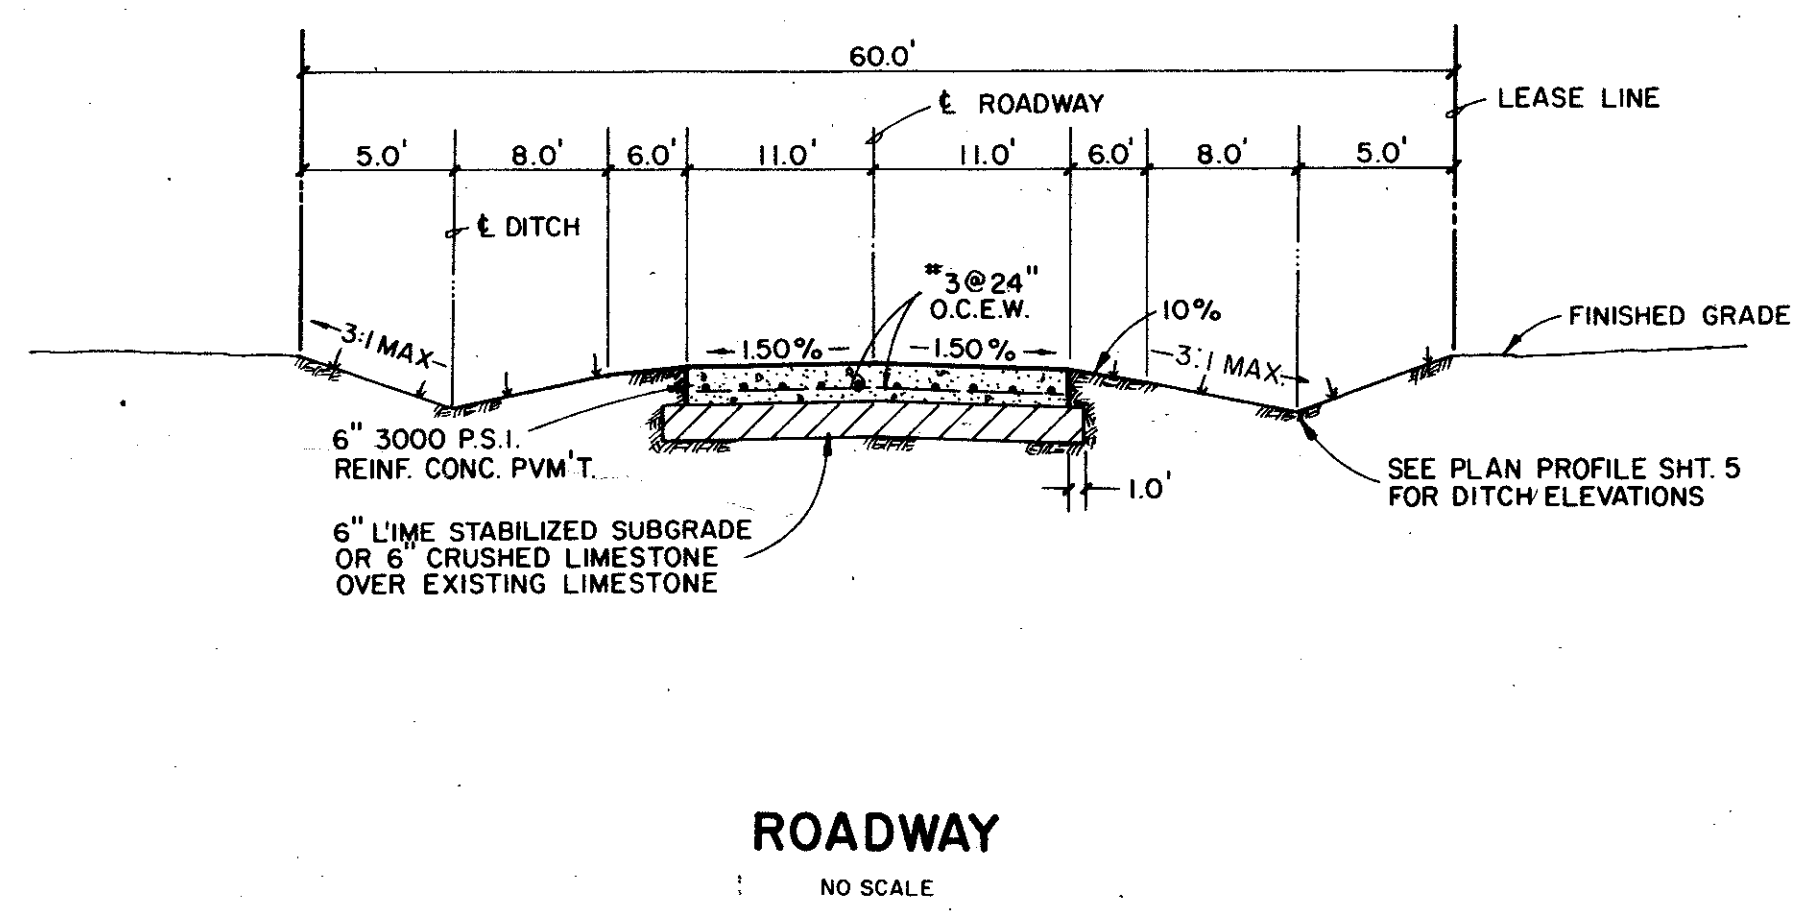 60.0'
℄ ROADWAY
LEASE LINE
5.0' 8.0' 6.0' 11.0' 11.0' 6.0' 8.0' 5.0'
℄ DITCH
#3@24"
O.C.E.W.
10%
FINISHED GRADE
3:1 MAX.
1.50%
1.50%
3:1 MAX.
6" 3000 P.S.I.
REINF. CONC. PVM'T.
1.0'
SEE PLAN PROFILE SHT. 5
FOR DITCH ELEVATIONS
6" LIME STABILIZED SUBGRADE
OR 6" CRUSHED LIMESTONE
OVER EXISTING LIMESTONE
ROADWAY
NO SCALE